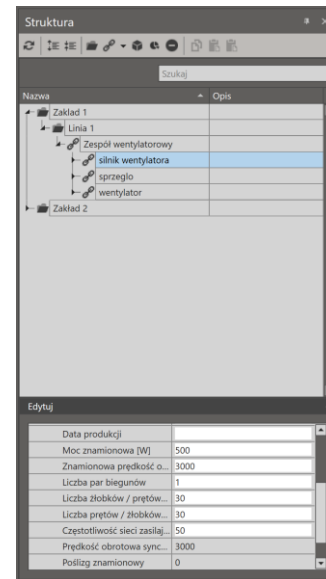 Struktura
Szukaj
Nazwa Opis
Zaklad 1
Linia 1
Zespół wentylatorowy
silnik wentylatora
sprzeglo
wentylator
Zaklad 2
Edytuj
Data produkcji
Moc znamionowa [W] 500
Znamionowa prędkość o... 3000
Liczba par biegunów 1
Liczba żłobków / prętów... 30
Liczba prętów / żłobków... 30
Częstotliwość sieci zasilaj... 50
Prędkość obrotowa sync... 3000
Poślizg znamionowy 0